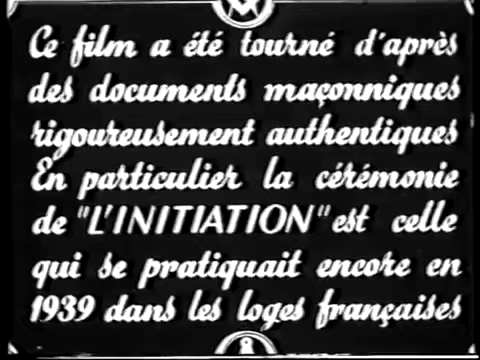 Ce film a été tourné d'après
des documents maçonniques
rigoureusement authentiques
En particulier la cérémonie
de "L'INITIATION" est celle
qui se pratiquait encore en
1939 dans les loges françaises